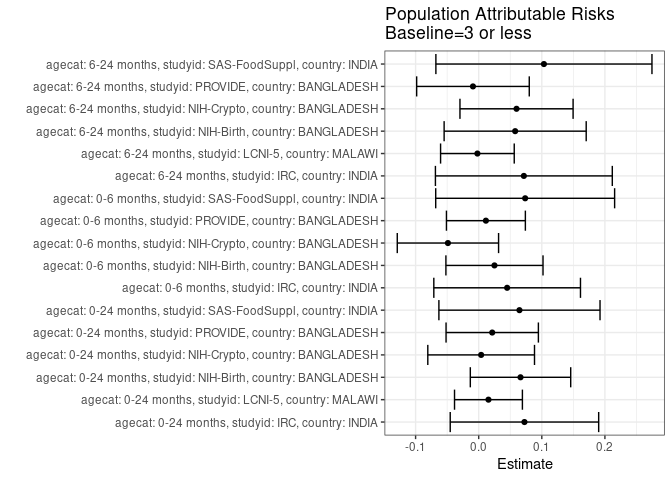 Population Attributable Risks
Baseline=3 or less
agecat: 6-24 months, studyid: SAS-FoodSuppl, country: INDIA
agecat: 6-24 months, studyid: PROVIDE, country: BANGLADESH
agecat: 6-24 months, studyid: NIH-Crypto, country: BANGLADESH
agecat: 6-24 months, studyid: NIH-Birth, country: BANGLADESH
agecat: 6-24 months, studyid: LCNI-5, country: MALAWI
agecat: 6-24 months, studyid: IRC, country: INDIA
agecat: 0-6 months, studyid: SAS-FoodSuppl, country: INDIA
agecat: 0-6 months, studyid: PROVIDE, country: BANGLADESH
agecat: 0-6 months, studyid: NIH-Crypto, country: BANGLADESH
agecat: 0-6 months, studyid: NIH-Birth, country: BANGLADESH
agecat: 0-6 months, studyid: IRC, country: INDIA
agecat: 0-24 months, studyid: SAS-FoodSuppl, country: INDIA
agecat: 0-24 months, studyid: PROVIDE, country: BANGLADESH
agecat: 0-24 months, studyid: NIH-Crypto, country: BANGLADESH
agecat: 0-24 months, studyid: NIH-Birth, country: BANGLADESH
agecat: 0-24 months, studyid: LCNI-5, country: MALAWI
agecat: 0-24 months, studyid: IRC, country: INDIA
-0.1 0.0 0.1 0.2
Estimate